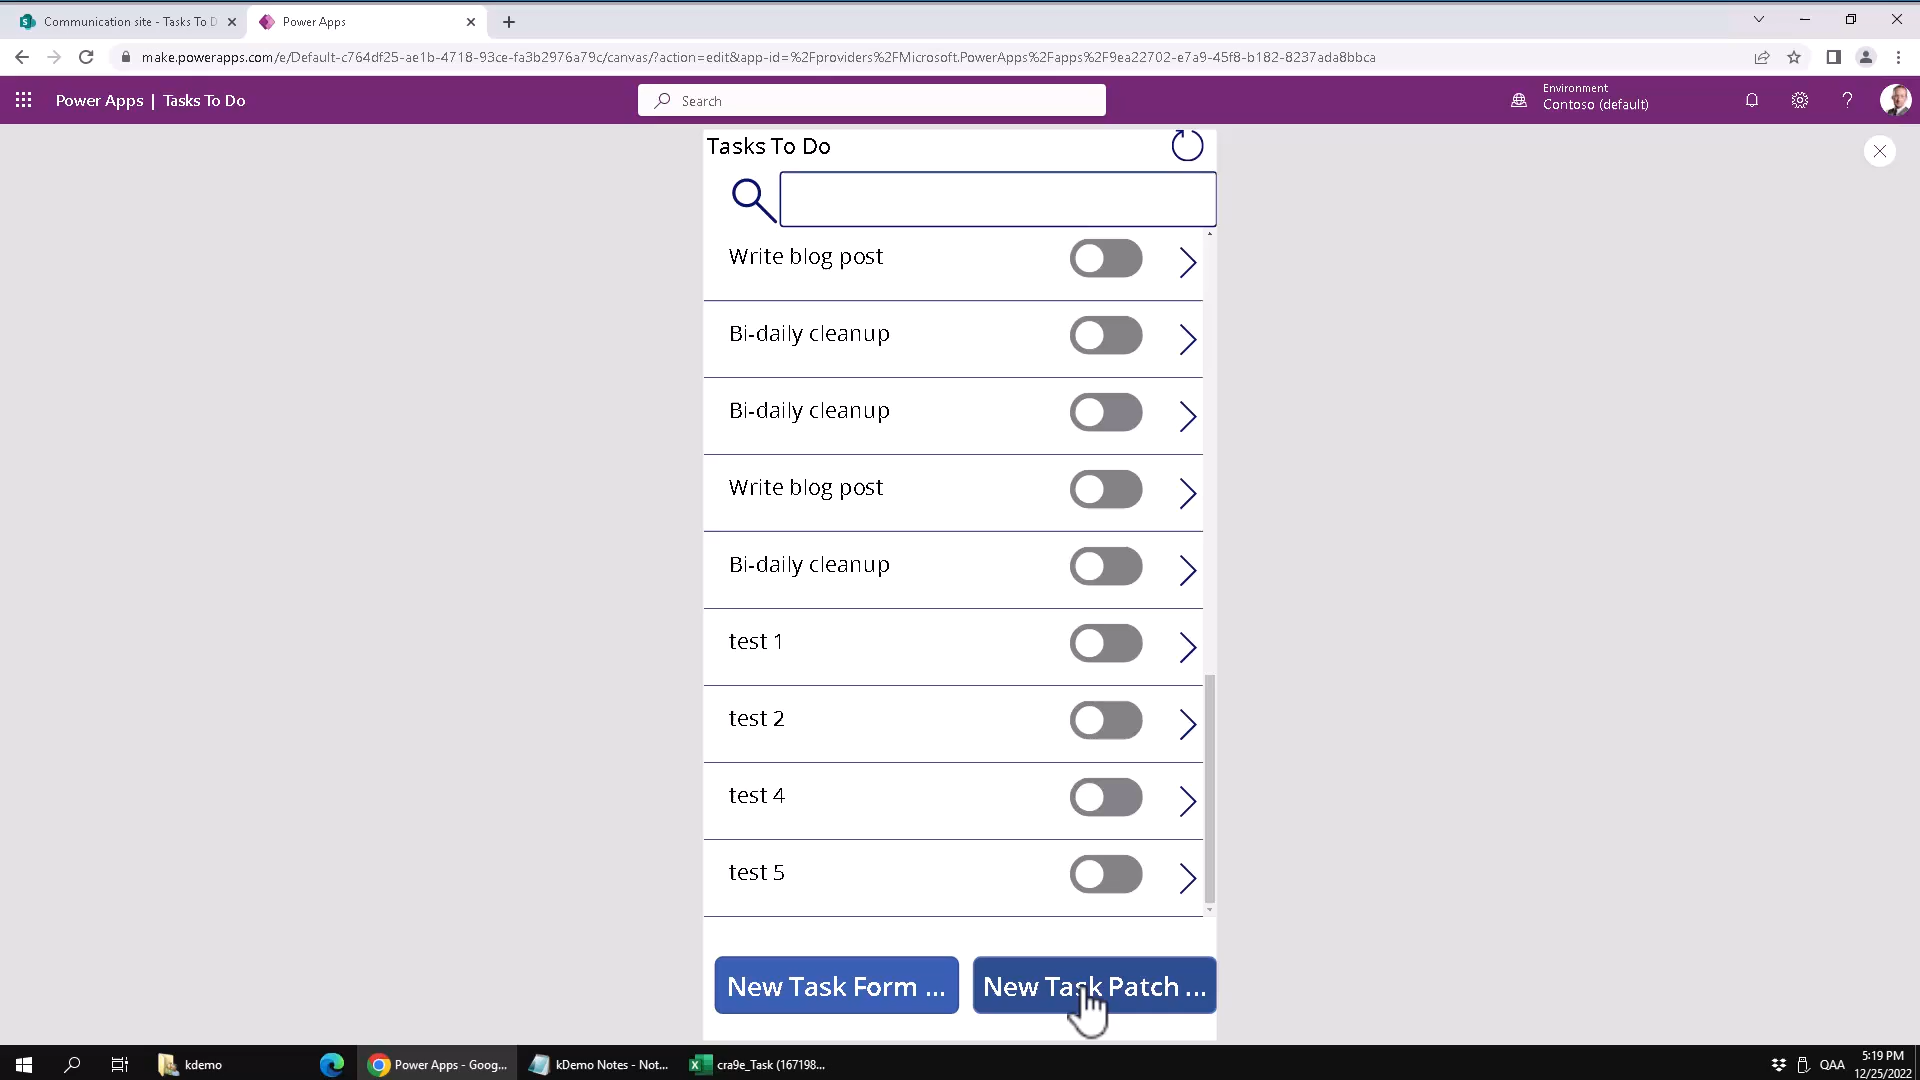 Communication site - Tasks To D
Power Apps
make.powerapps.com/e/Default-c764df25-ae1b-4718-93ce-fa3b2976a79c/canvas/?action=edit&app-id=%2Fproviders%2FMicrosoft.PowerApps%2Fapps%2F9ea22702-e7a9-45f8-b182-8237ada8bbca
Power Apps | Tasks To Do
Search
Environment
Contoso (default)
Tasks To Do
Write blog post
Bi-daily cleanup
Bi-daily cleanup
Write blog post
Bi-daily cleanup
test 1
test 2
test 4
test 5
New Task Form ...
New Task Patch ...
kdemo
Power Apps - Goog...
kDemo Notes - Not...
cra9e_Task (167198...
QAA
5:19 PM
12/25/2022